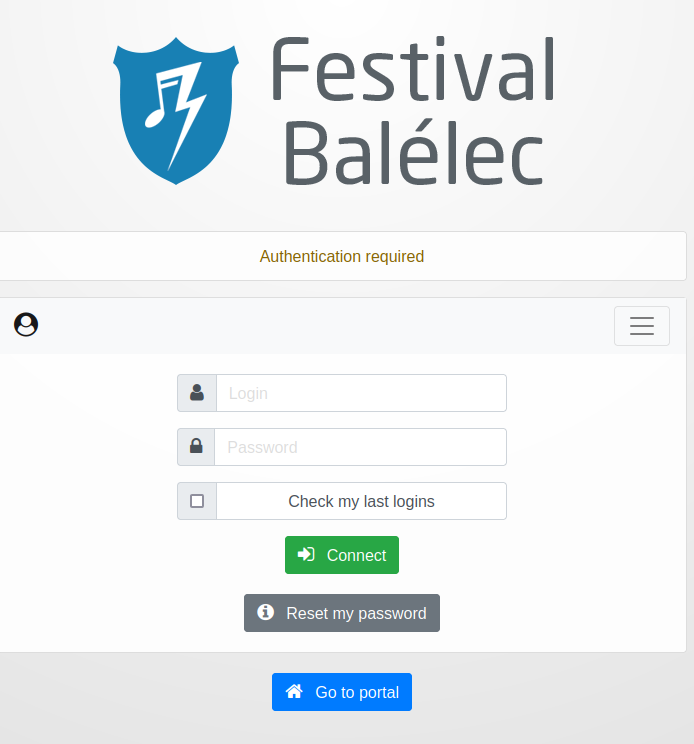 Festival
Balélec
Authentication required
Login
Password
Check my last logins
Connect
Reset my password
Go to portal